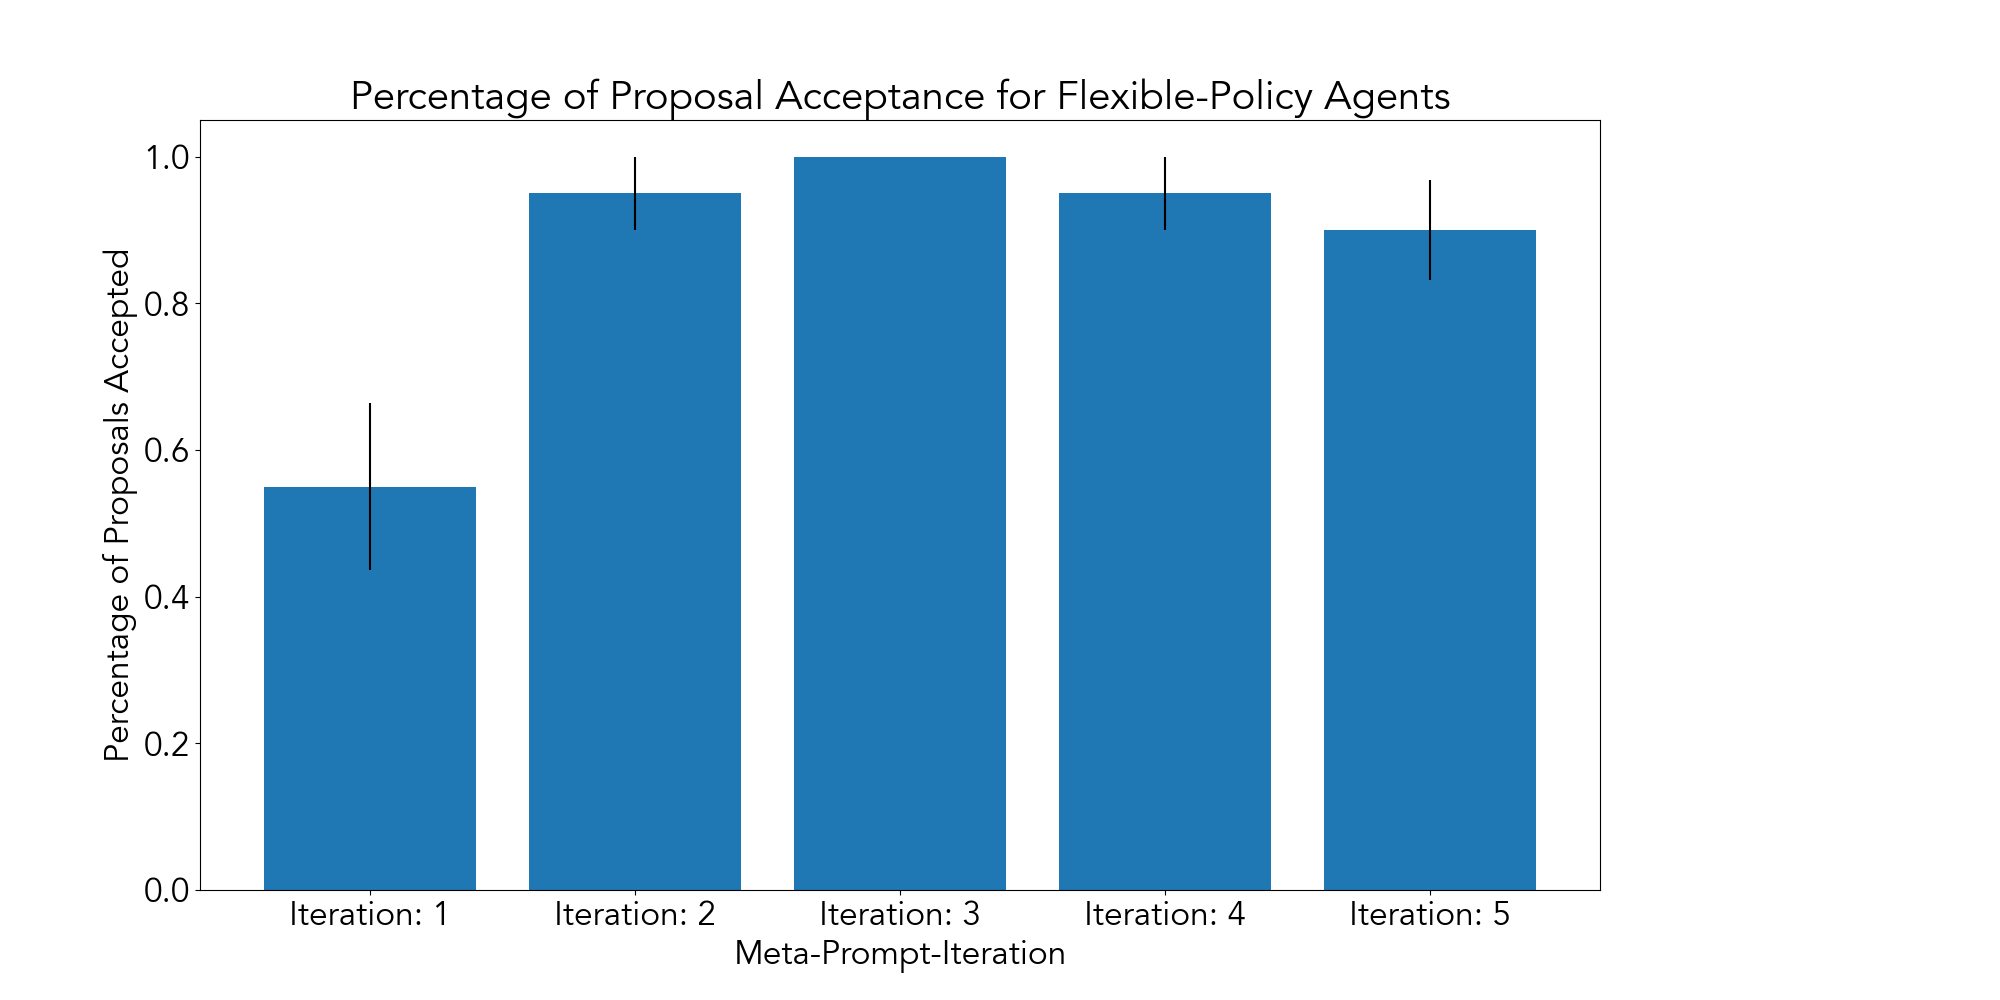 Percentage of Proposal Acceptance for Flexible-Policy Agents
Percentage of Proposals Accepted
1.0
0.8
0.6
0.4
0.2
0.0
Iteration: 1
Iteration: 2
Iteration: 3
Iteration: 4
Iteration: 5
Meta-Prompt-Iteration